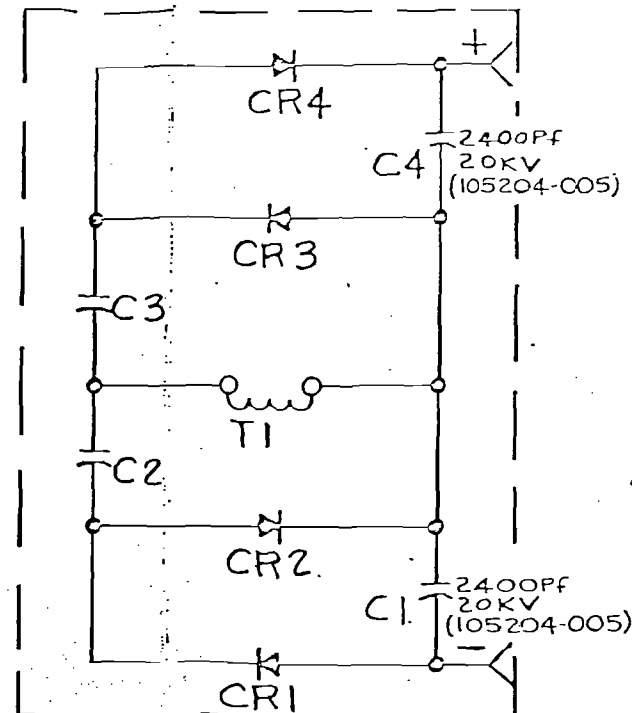 +
CR4
C4
2400Pf
20KV
(105204-005)
CR3
C3
T1
C2
CR2
C1
2400Pf
20KV
(105204-005)
−
CR1